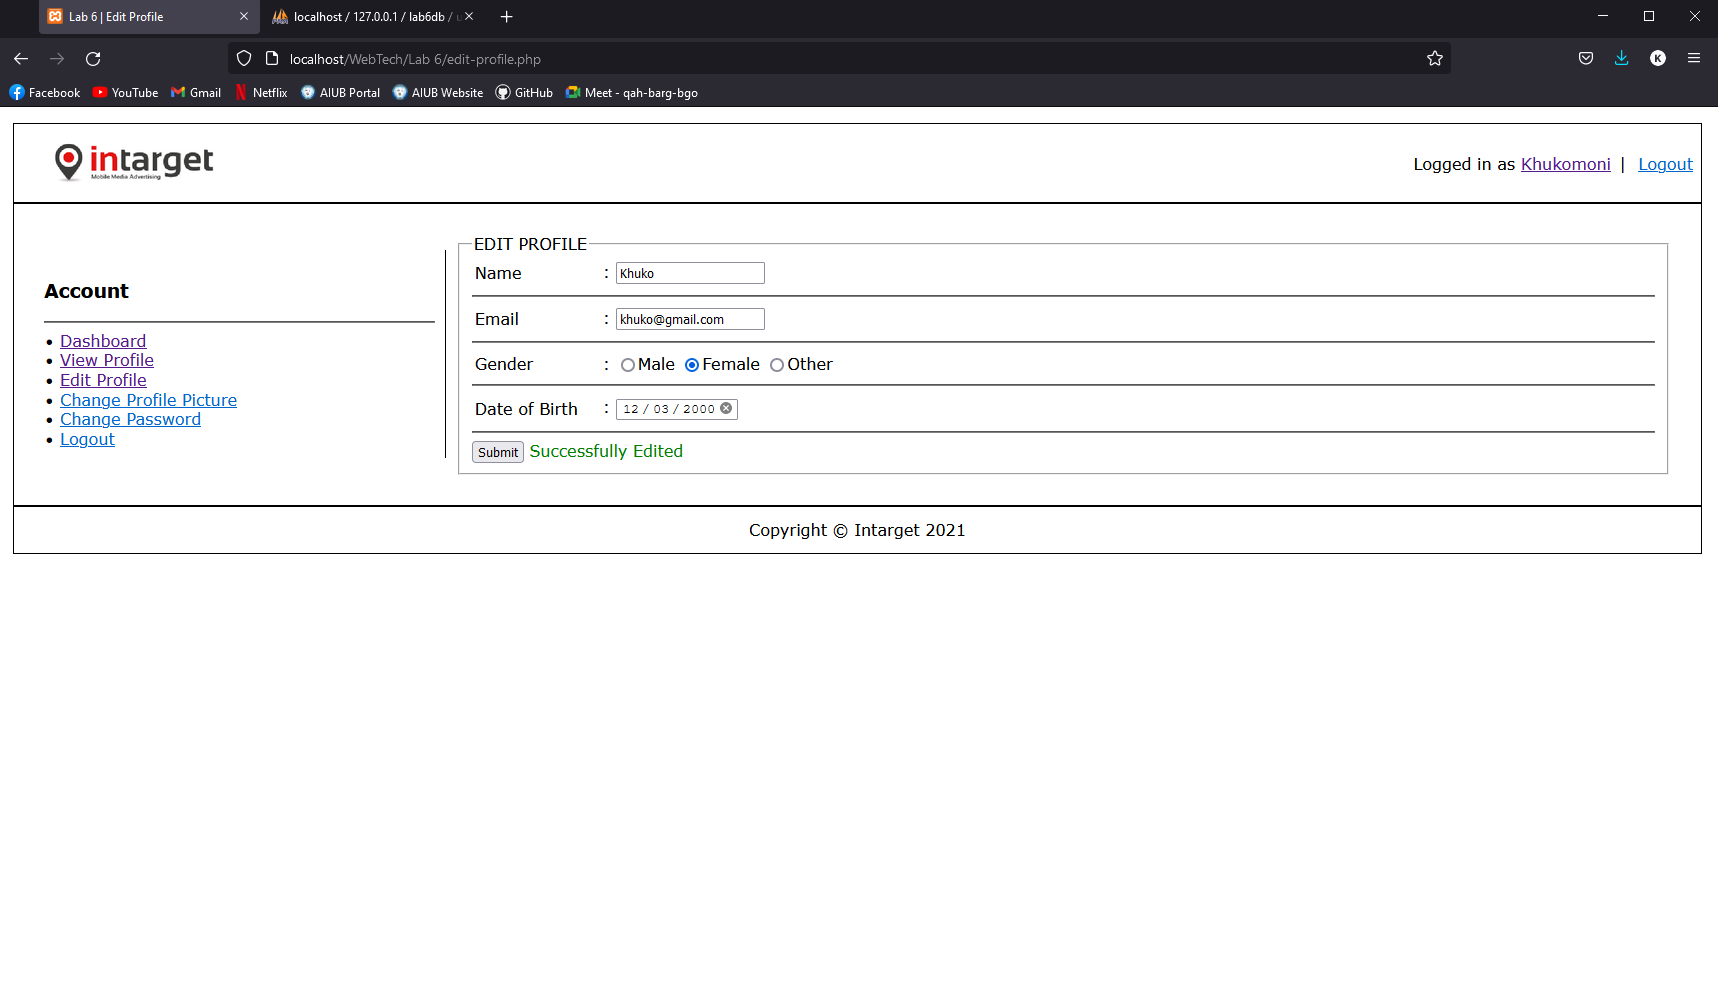 Lab 6 | Edit Profile
localhost / 127.0.0.1 / lab6db /
localhost/WebTech/Lab 6/edit-profile.php
K
Facebook YouTube Gmail Netflix AIUB Portal AIUB Website GitHub Meet - qah-barg-bgo
intarget
Mobile Media Advertising
Logged in as Khukomoni | Logout
Account
• Dashboard
• View Profile
• Edit Profile
• Change Profile Picture
• Change Password
• Logout
EDIT PROFILE
Name : Khuko
Email : khuko@gmail.com
Gender : Male Female Other
Date of Birth : 12 / 03 / 2000
Submit Successfully Edited
Copyright © Intarget 2021